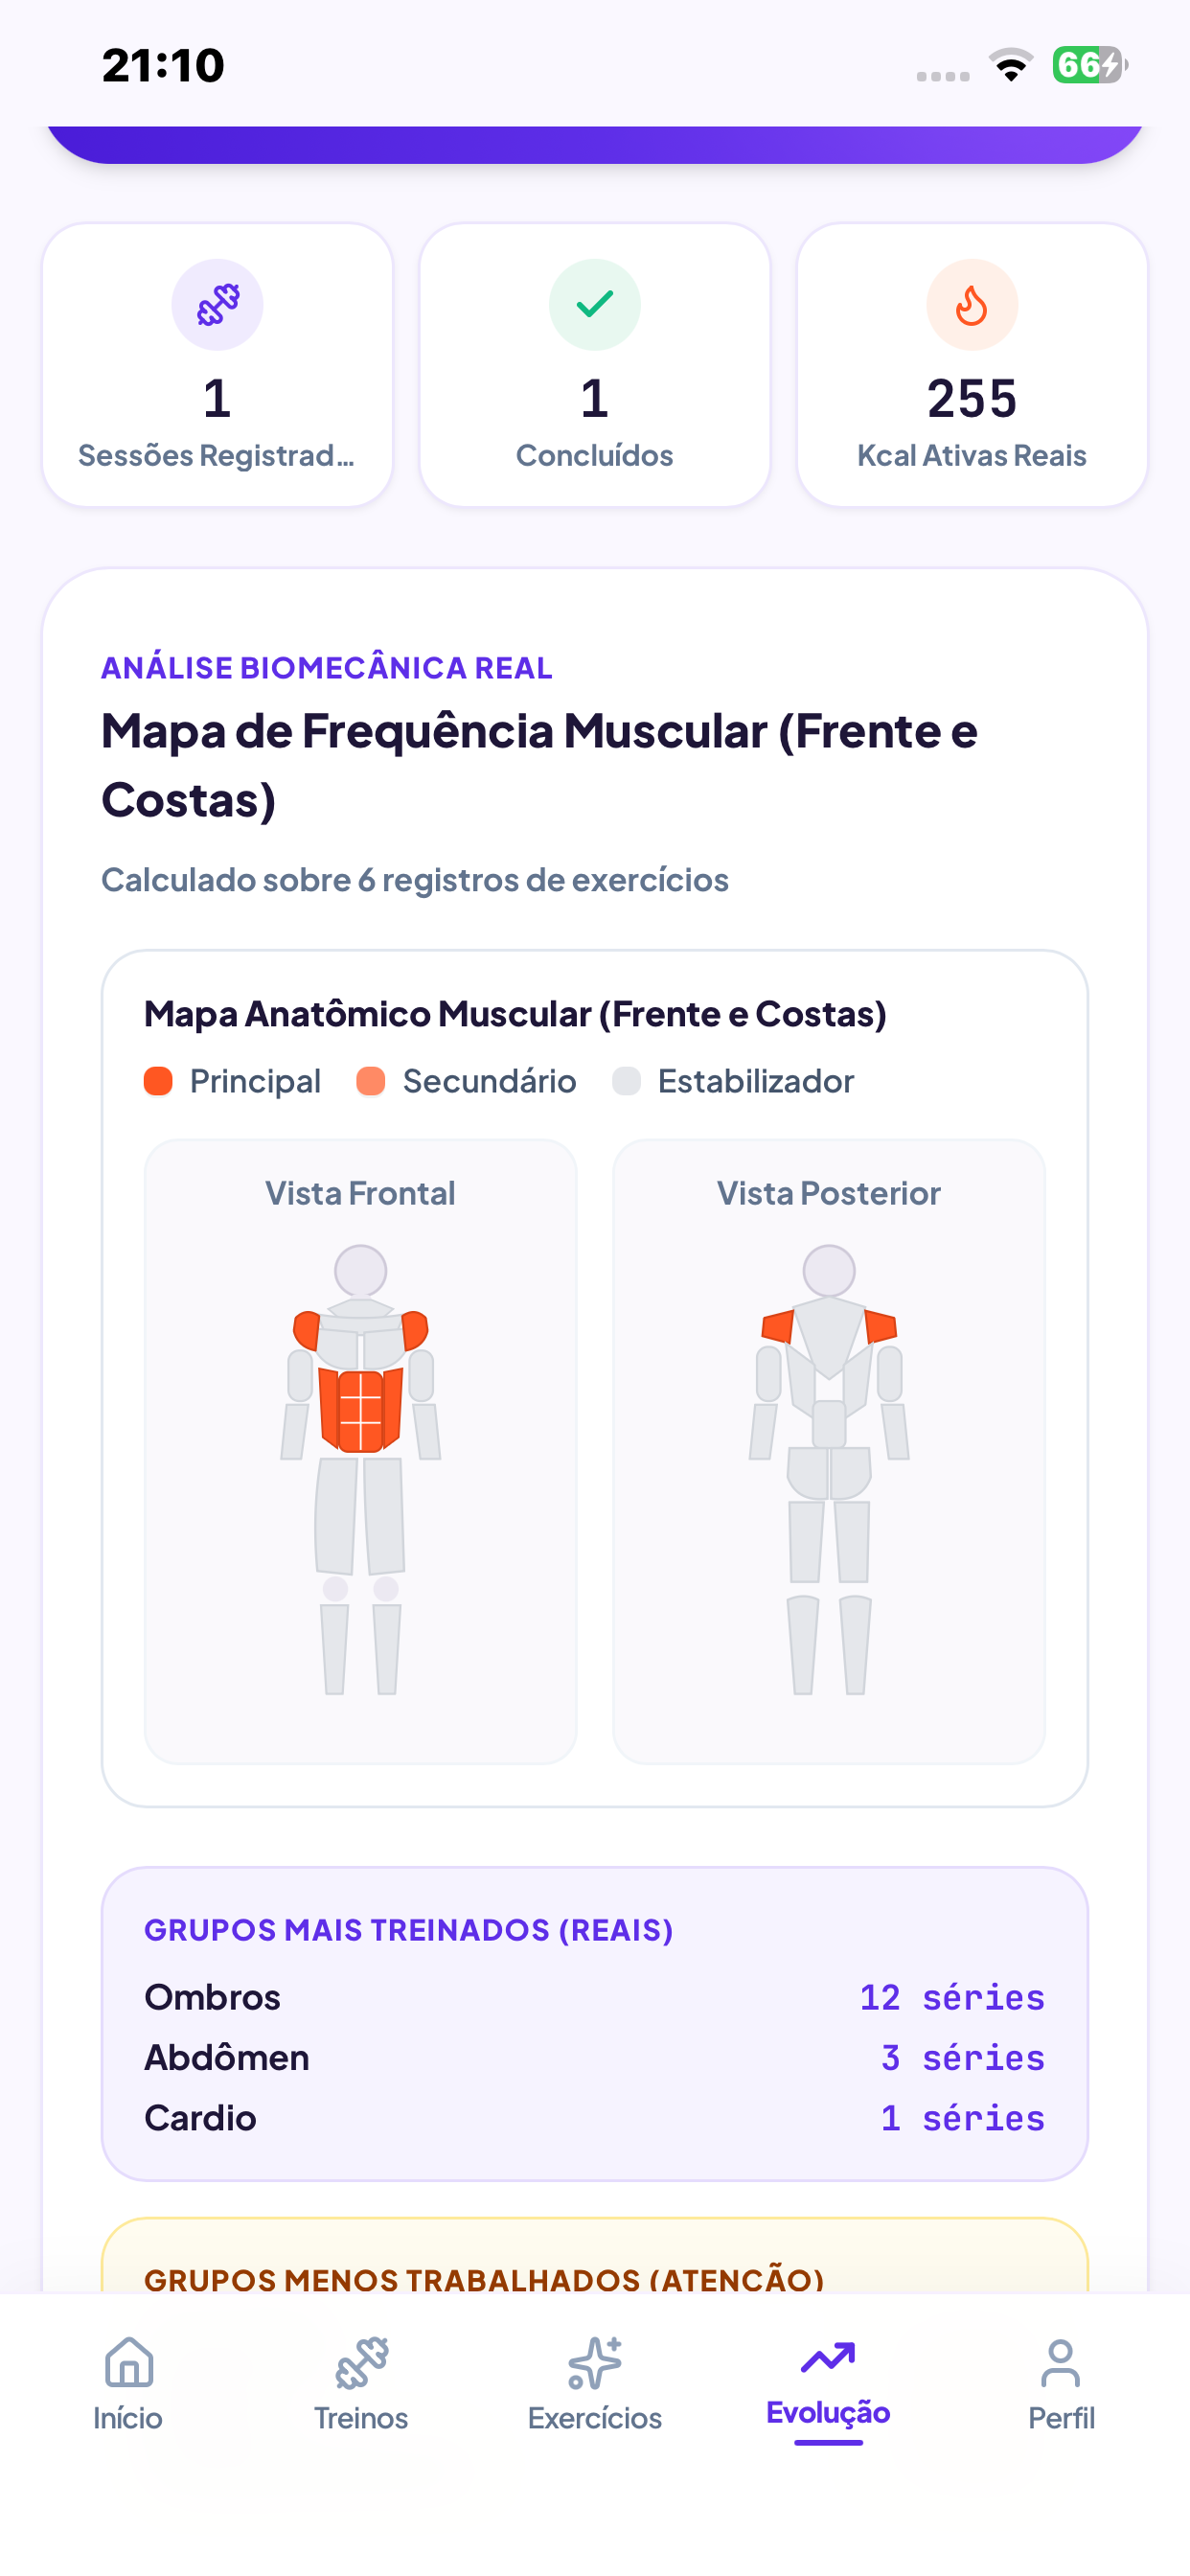 21:10
66
1
Sessões Registrad...
1
Concluídos
255
Kcal Ativas Reais
ANÁLISE BIOMECÂNICA REAL
Mapa de Frequência Muscular (Frente e
Costas)
Calculado sobre 6 registros de exercícios
Mapa Anatômico Muscular (Frente e Costas)
Principal
Secundário
Estabilizador
Vista Frontal
Vista Posterior
GRUPOS MAIS TREINADOS (REAIS)
Ombros 12 séries
Abdômen 3 séries
Cardio 1 séries
GRUPOS MENOS TRABALHADOS (ATENÇÃO)
Início
Treinos
Exercícios
Evolução
Perfil